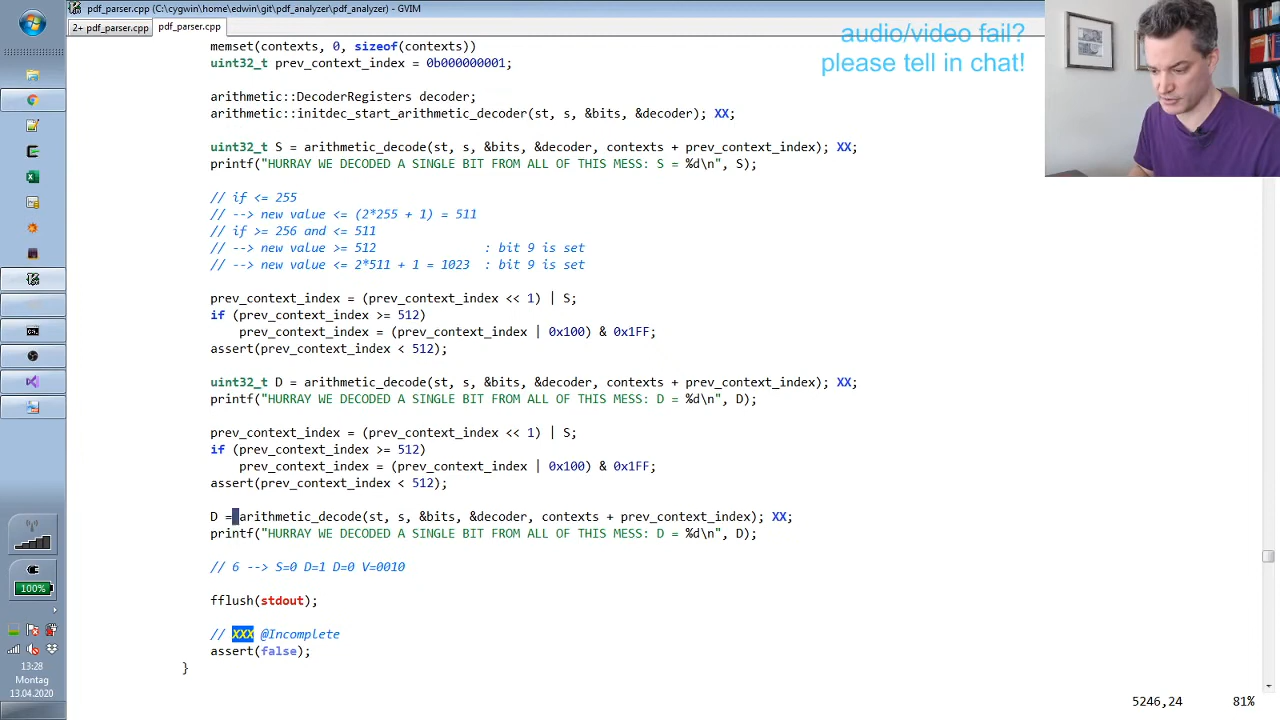 pdf_parser.cpp (C:\cygwin\home\edwin\git\pdf_analyzer\pdf_analyzer) - GVIM
2+ pdf_parser.cpp pdf_parser.cpp
audio/video fail?
please tell in chat!
memset(contexts, 0, sizeof(contexts))
uint32_t prev_context_index = 0b000000001;
arithmetic::DecoderRegisters decoder;
arithmetic::initdec_start_arithmetic_decoder(st, s, &bits, &decoder); XX;
uint32_t S = arithmetic_decode(st, s, &bits, &decoder, contexts + prev_context_index); XX;
printf("HURRAY WE DECODED A SINGLE BIT FROM ALL OF THIS MESS: S = %d\n", S);
// if <= 255
// --> new value <= (2*255 + 1) = 511
// if >= 256 and <= 511
// --> new value >= 512 : bit 9 is set
// --> new value <= 2*511 + 1 = 1023 : bit 9 is set
prev_context_index = (prev_context_index << 1) | S;
if (prev_context_index >= 512)
prev_context_index = (prev_context_index | 0x100) & 0x1FF;
assert(prev_context_index < 512);
uint32_t D = arithmetic_decode(st, s, &bits, &decoder, contexts + prev_context_index); XX;
printf("HURRAY WE DECODED A SINGLE BIT FROM ALL OF THIS MESS: D = %d\n", D);
prev_context_index = (prev_context_index << 1) | S;
if (prev_context_index >= 512)
prev_context_index = (prev_context_index | 0x100) & 0x1FF;
assert(prev_context_index < 512);
D = arithmetic_decode(st, s, &bits, &decoder, contexts + prev_context_index); XX;
printf("HURRAY WE DECODED A SINGLE BIT FROM ALL OF THIS MESS: D = %d\n", D);
// 6 --> S=0 D=1 D=0 V=0010
fflush(stdout);
// XXX @Incomplete
assert(false);
}
100%
13:28
Montag
13.04.2020
5246,24 81%